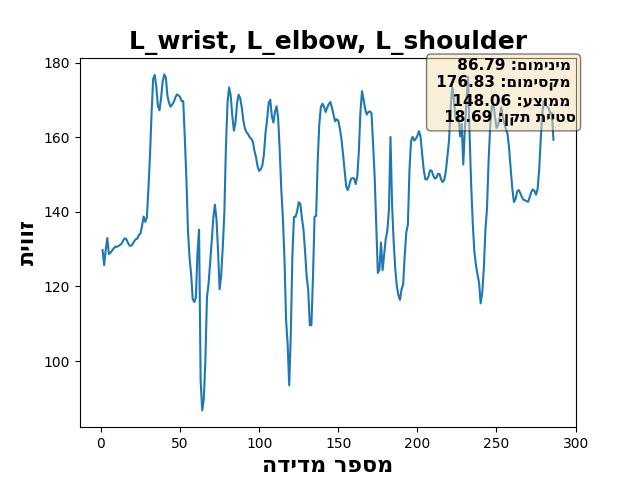 L_wrist, L_elbow, L_shoulder
מינימום: 86.79
מקסימום: 176.83
ממוצע: 148.06
סטיית תקן: 18.69
180
160
140
120
100
זווית
0 50 100 150 200 250 300
מספר מדידה